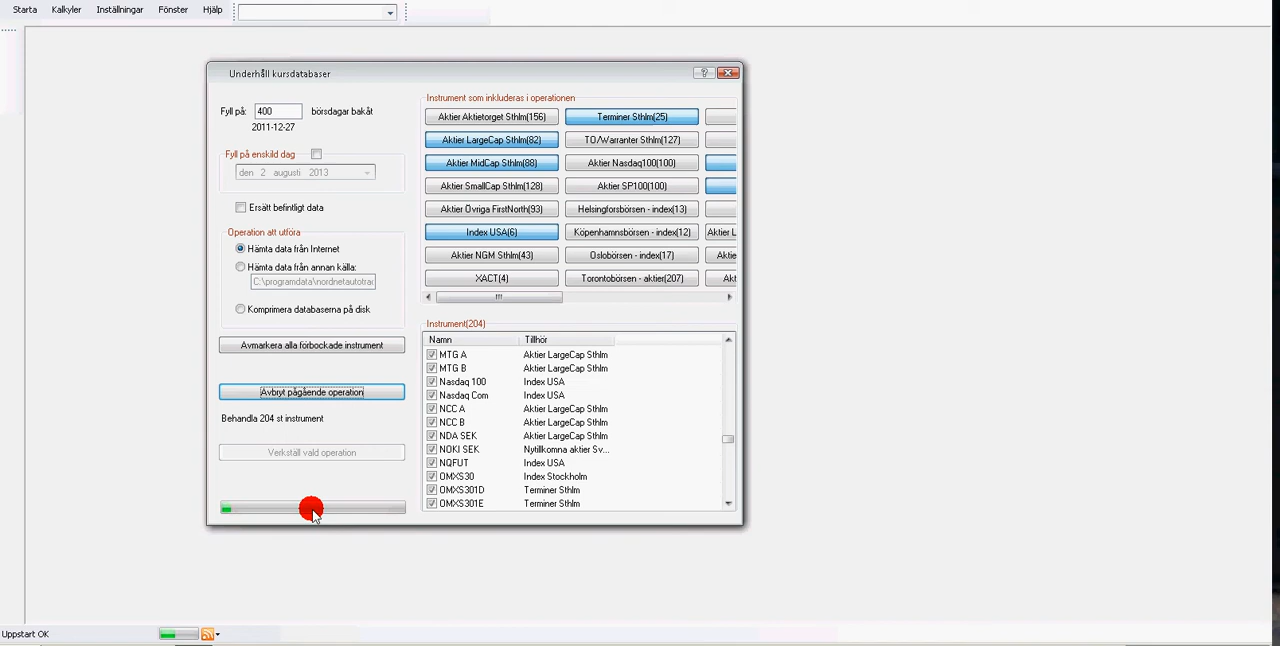 Starta Kalkyler Inställningar Fönster Hjälp
Underhåll kursdatabaser
Fyll på: 400 börsdagar bakåt
2011-12-27
Fyll på enskild dag
den 2 augusti 2013
Ersätt befintligt data
Operation att utföra
Hämta data från Internet
Hämta data från annan källa:
C:\programdata\nordnetautotrac
Komprimera databaserna på disk
Avmarkera alla förbockade instrument
Avbryt pågående operation
Behandla 204 st instrument
Verkställ vald operation
Instrument som inkluderas i operationen
Aktier Aktietorget Sthlm(156) Terminer Sthlm(25)
Aktier LargeCap Sthlm(82) TO/Warranter Sthlm(127)
Aktier MidCap Sthlm(88) Aktier Nasdaq100(100)
Aktier SmallCap Sthlm(128) Aktier SP100(100)
Aktier Övriga FirstNorth(93) Helsingforsbörsen - index(13)
Index USA(6) Köpenhamnsbörsen - index(12) Aktier L
Aktier NGM Sthlm(43) Oslobörsen - index(17) Aktie
XACT(4) Torontobörsen - aktier(207) Akt
Instrument(204)
Namn Tillhör
MTG A Aktier LargeCap Sthlm
MTG B Aktier LargeCap Sthlm
Nasdaq 100 Index USA
Nasdaq Com Index USA
NCC A Aktier LargeCap Sthlm
NCC B Aktier LargeCap Sthlm
NDA SEK Aktier LargeCap Sthlm
NOKI SEK Nytillkomna aktier Sv...
NQFUT Index USA
OMXS30 Index Stockholm
OMXS301D Terminer Sthlm
OMXS301E Terminer Sthlm
Uppstart OK